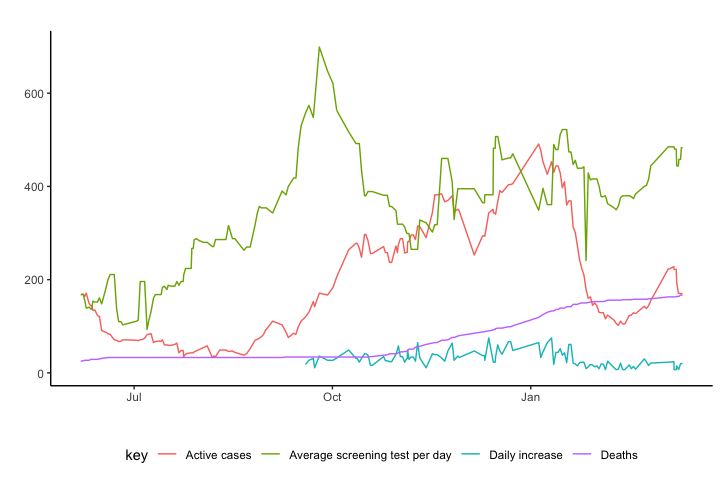 600
400
200
0
Jul Oct Jan
key Active cases Average screening test per day Daily increase Deaths